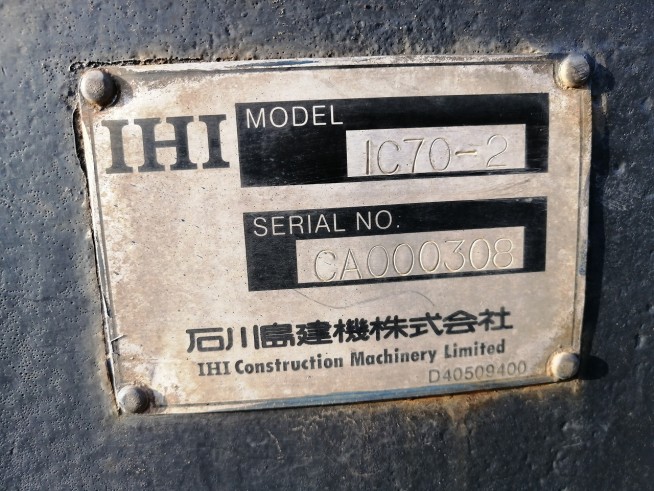 IHI
MODEL
IC70-2
SERIAL NO.
CA000308
石川島建機株式会社
IHI Construction Machinery Limited
D40509400